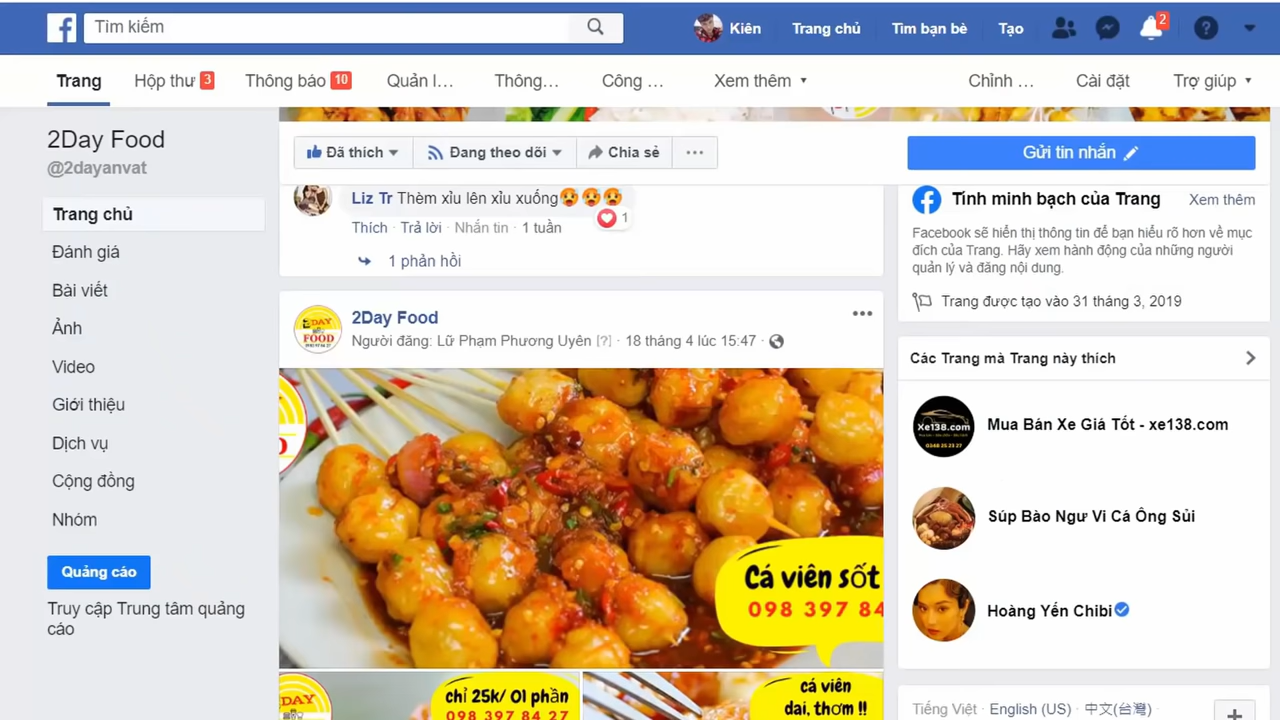 Tìm kiếm
Kiên
Trang chủ
Tìm bạn bè
Tạo
2
Trang
Hộp thư 3
Thông báo 10
Quản l...
Thông...
Công ...
Xem thêm
Chỉnh ...
Cài đặt
Trợ giúp
2Day Food
@2dayanvat
Trang chủ
Đánh giá
Bài viết
Ảnh
Video
Giới thiệu
Dịch vụ
Cộng đồng
Nhóm
Quảng cáo
Truy cập Trung tâm quảng
cáo
Đã thích
Đang theo dõi
Chia sẻ
Gửi tin nhắn
Liz Tr Thèm xỉu lên xỉu xuống🥵🥵🥵
1
Thích · Trả lời · Nhắn tin · 1 tuần
1 phản hồi
2Day Food
Người đăng: Lữ Phạm Phương Uyên [?] · 18 tháng 4 lúc 15:47 ·
2DAY
FOOD
Cá viên sốt
098 397 84
DAY
chỉ 25k/ 01 phần
098 397 84 27
cá viên
dai, thơm !!
Tính minh bạch của Trang
Xem thêm
Facebook sẽ hiển thị thông tin để bạn hiểu rõ hơn về mục
đích của Trang. Hãy xem hành động của những người
quản lý và đăng nội dung.
Trang được tạo vào 31 tháng 3, 2019
Các Trang mà Trang này thích
Xe138.com
0348 25 23 27
Mua Bán Xe Giá Tốt - xe138.com
Súp Bào Ngư Vi Cá Ông Sủi
Hoàng Yến Chibi
Tiếng Việt · English (US) · 中文(台灣) ·